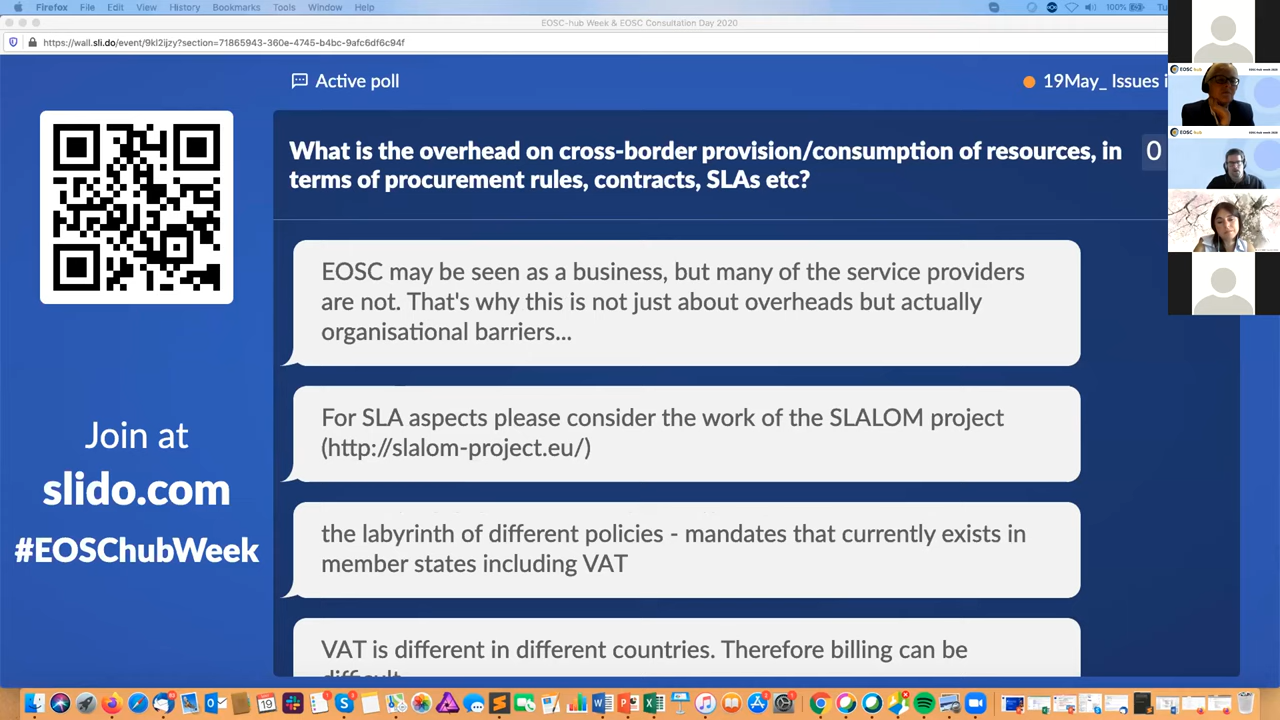 Firefox File Edit View History Bookmarks Tools Window Help
100%
Tu
EOSC-hub Week & EOSC Consultation Day 2020
https://wall.sli.do/event/9kl2ijzy?section=71865943-360e-4745-b4bc-9afc6df6c94f
Active poll
19May_ Issues i
What is the overhead on cross-border provision/consumption of resources, in
terms of procurement rules, contracts, SLAs etc?
0
EOSC may be seen as a business, but many of the service providers
are not. That's why this is not just about overheads but actually
organisational barriers...
For SLA aspects please consider the work of the SLALOM project
(http://slalom-project.eu/)
the labyrinth of different policies - mandates that currently exists in
member states including VAT
VAT is different in different countries. Therefore billing can be
difficult
Join at
slido.com
#EOSChubWeek
19